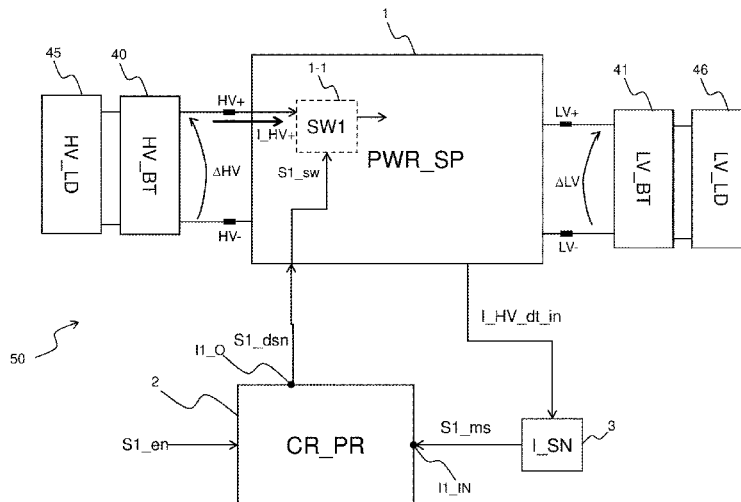 1
45
40
1-1
HV+
I_HV+
SW1
41
46
LV+
HV_LD
HV_BT
ΔHV
S1_sw
PWR_SP
ΔLV
LV_BT
LV_LD
HV-
LV-
I_HV_dt_in
50
S1_dsn
I1_O
2
S1_en
CR_PR
S1_ms
I_SN
3
I1_IN